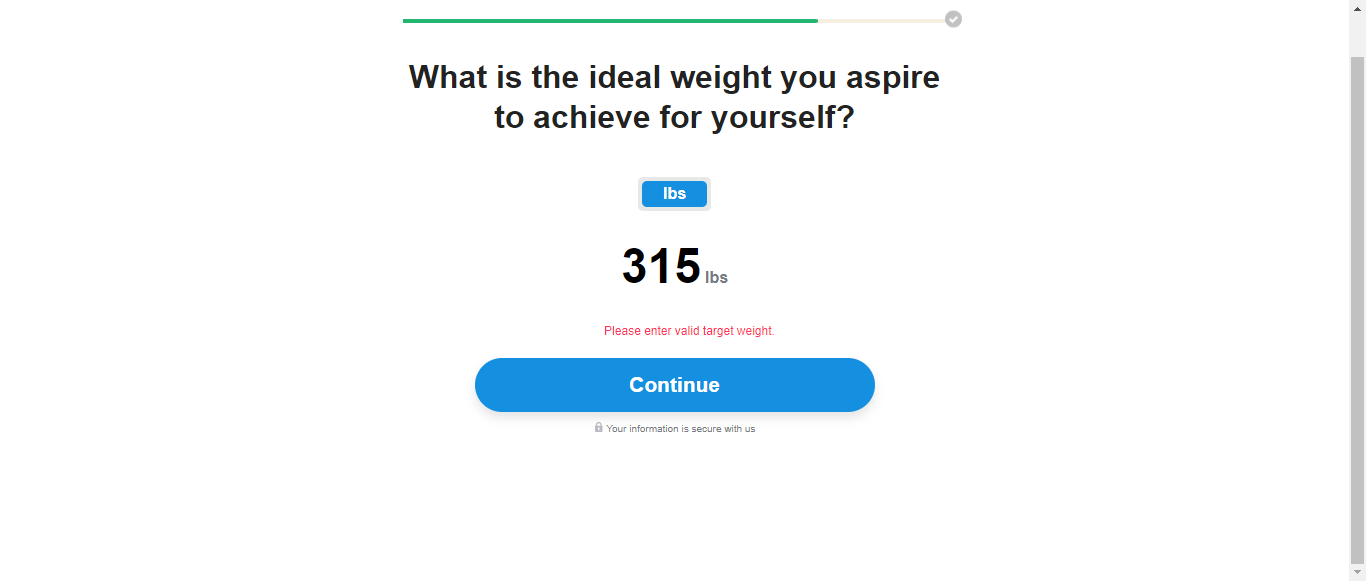 What is the ideal weight you aspire
to achieve for yourself?
lbs
315 lbs
Please enter valid target weight.
Continue
Your information is secure with us